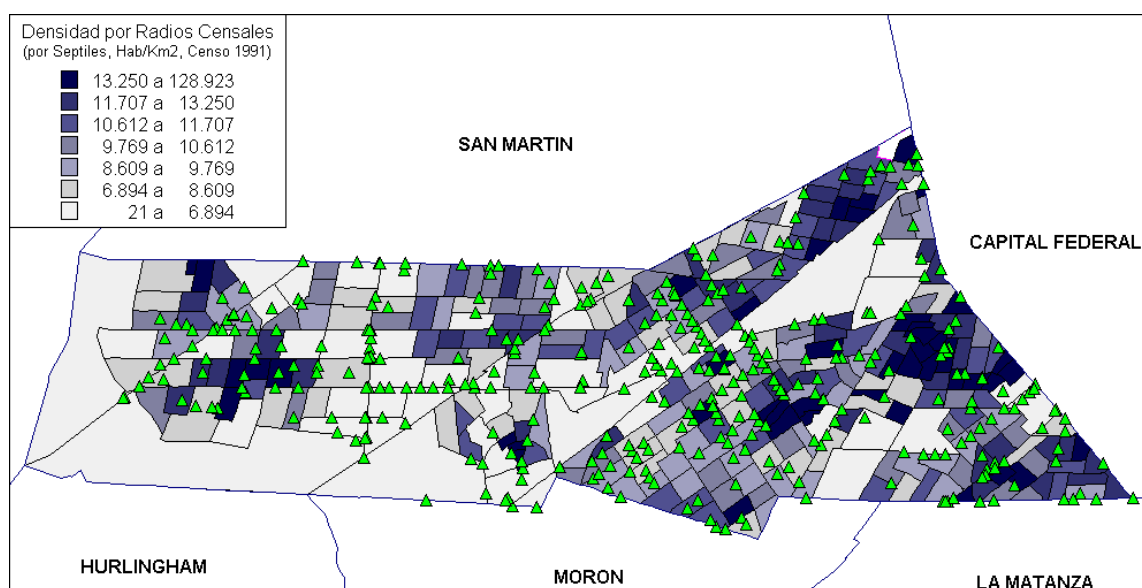 Densidad por Radios Censales
(por Septiles, Hab/Km2, Censo 1991)
13.250 a 128.923
11.707 a 13.250
10.612 a 11.707
9.769 a 10.612
8.609 a 9.769
6.894 a 8.609
21 a 6.894
SAN MARTIN
CAPITAL FEDERAL
HURLINGHAM
MORON
LA MATANZA